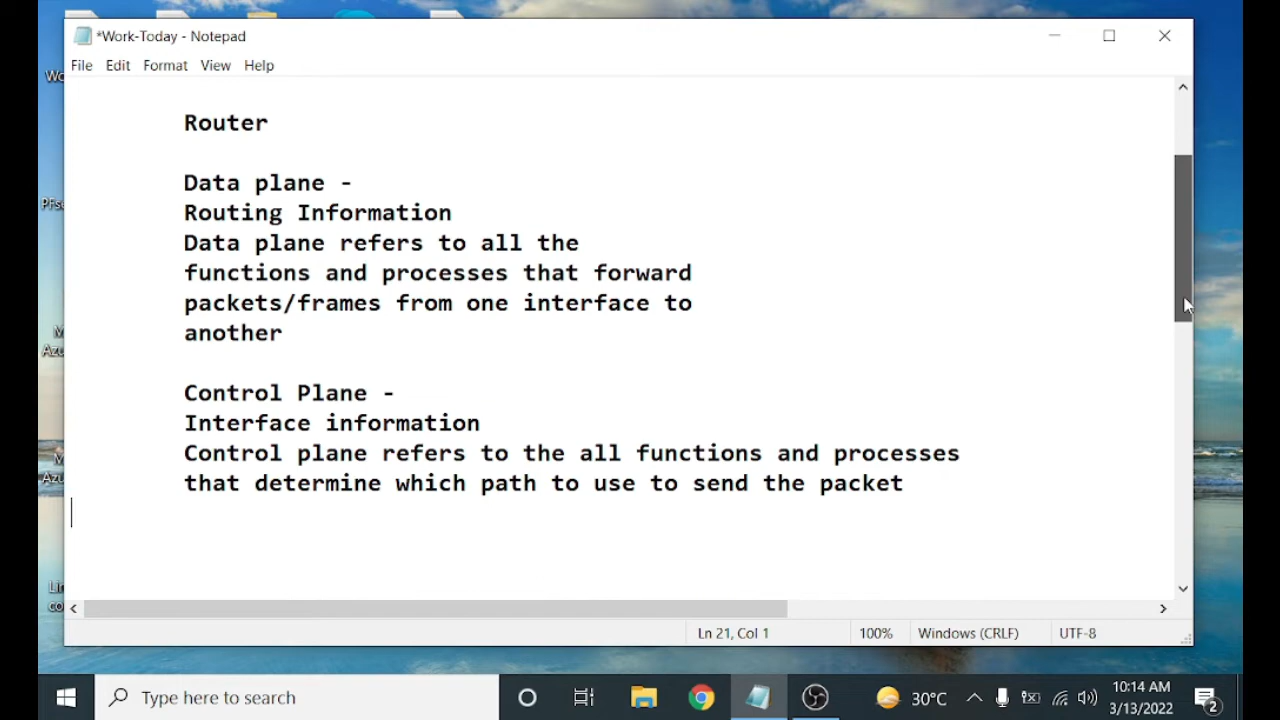 *Work-Today - Notepad
File Edit Format View Help
Router
Data plane -
Routing Information
Data plane refers to all the
functions and processes that forward
packets/frames from one interface to
another
Control Plane -
Interface information
Control plane refers to the all functions and processes
that determine which path to use to send the packet
Ln 21, Col 1
100%
Windows (CRLF)
UTF-8
Type here to search
30°C
10:14 AM
3/13/2022
2